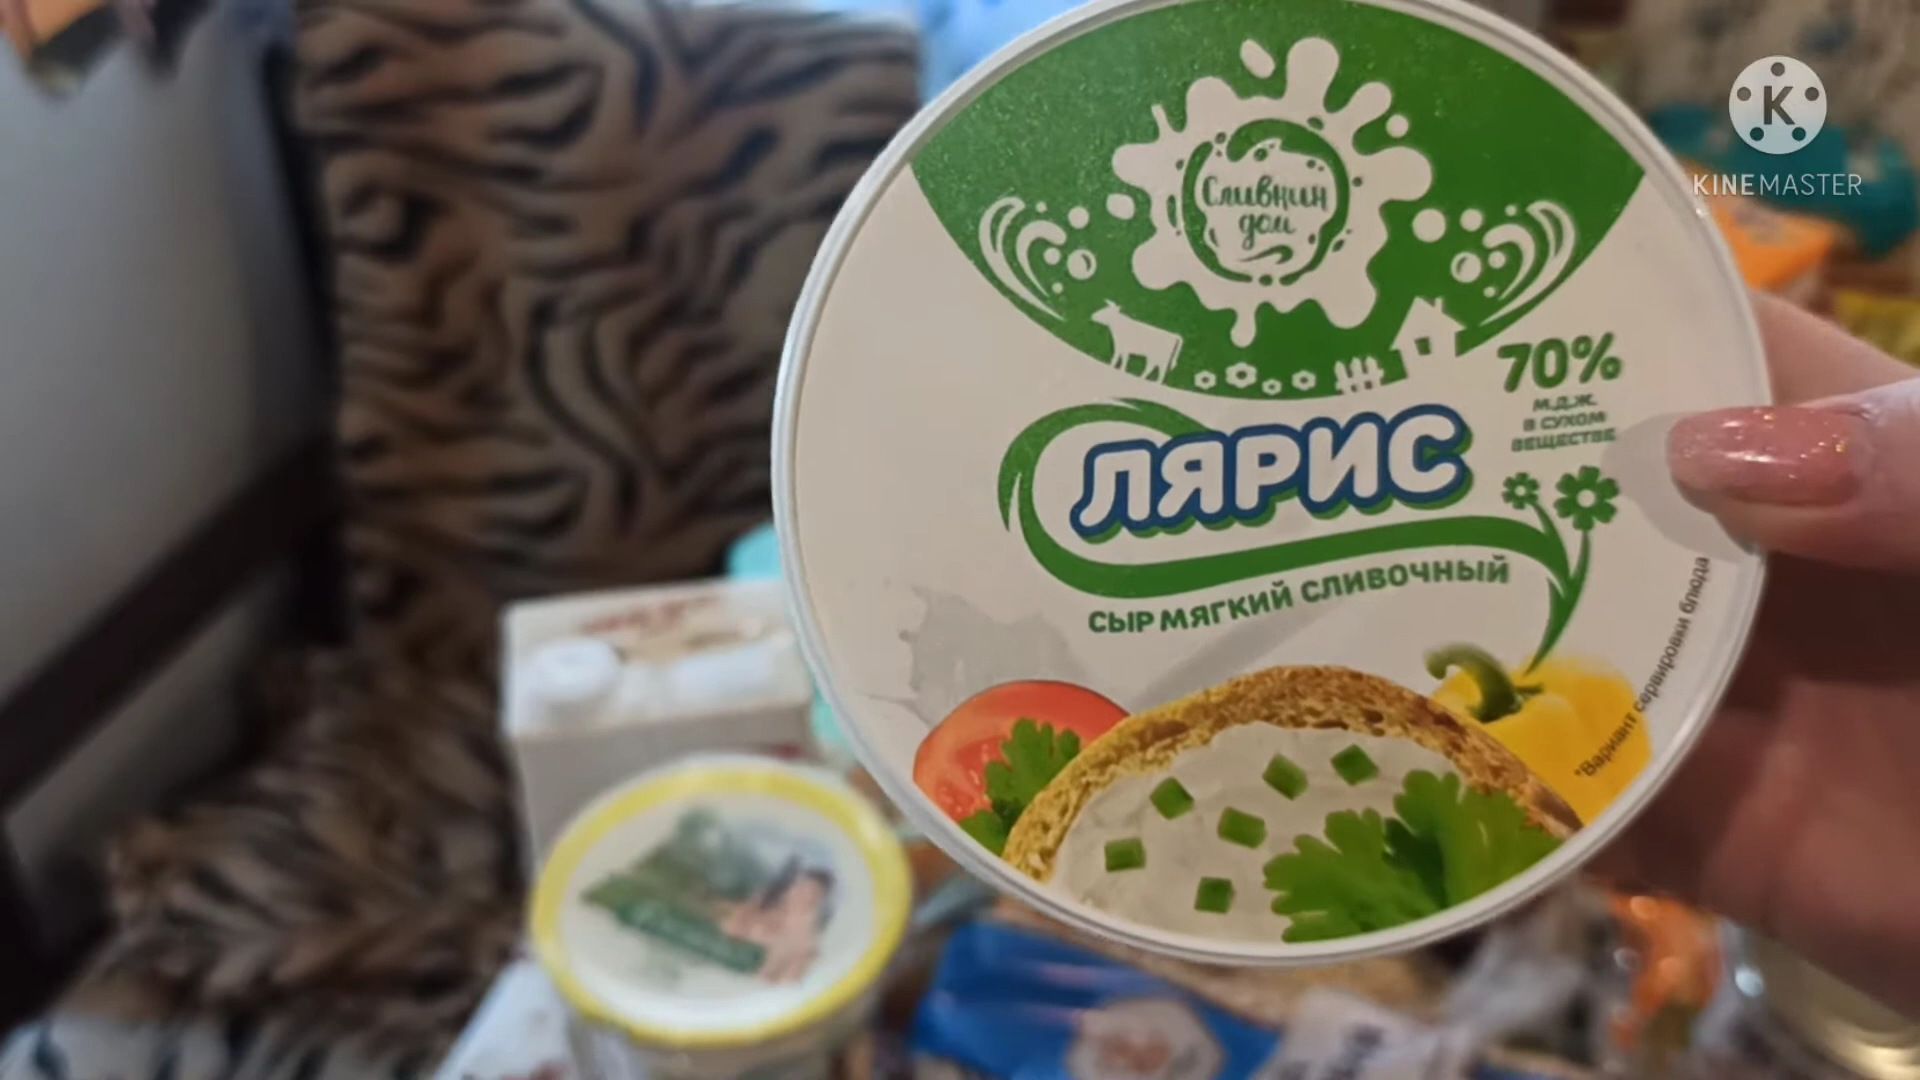 K
KINEMASTER
Сливкин
дом
70%
М.Д.Ж.
В СУХОМ
ВЕЩЕСТВЕ
ЛЯРИС
СЫР МЯГКИЙ СЛИВОЧНЫЙ
*Вариант сервировки блюда